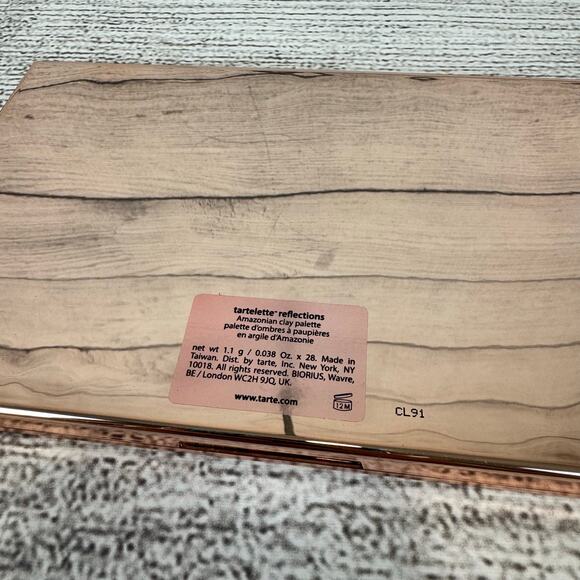 tartelette™ reflections
Amazonian clay palette
palette d'ombres à paupières
en argile d'Amazonie
net wt 1.1 g / 0.038 Oz. x 28. Made in
Taiwan. Dist. by tarte, Inc. New York, NY
10018. All rights reserved. BIORIUS, Wavre,
BE / London WC2H 9JQ, UK.
www.tarte.com
12M
CL91